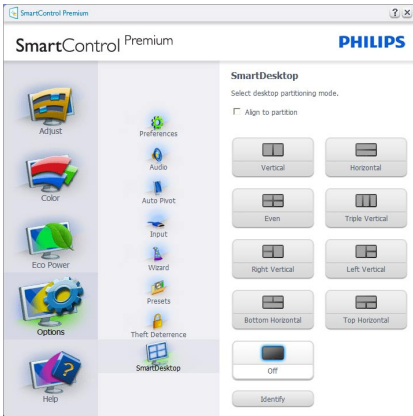 SmartControl Premium
? X
SmartControl Premium
PHILIPS
Adjust
Color
Eco Power
Options
Help
Preferences
Audio
Auto Pivot
Input
Wizard
Presets
Theft Deterrence
SmartDesktop
SmartDesktop
Select desktop partitioning mode.
Align to partition
Vertical
Horizontal
Even
Triple Vertical
Right Vertical
Left Vertical
Bottom Horizontal
Top Horizontal
Off
Identify